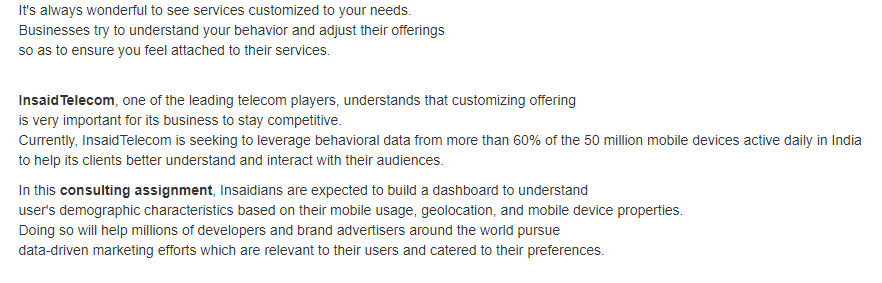 It's always wonderful to see services customized to your needs.
Businesses try to understand your behavior and adjust their offerings
so as to ensure you feel attached to their services.
InsaidTelecom, one of the leading telecom players, understands that customizing offering
is very important for its business to stay competitive.
Currently, InsaidTelecom is seeking to leverage behavioral data from more than 60% of the 50 million mobile devices active daily in India
to help its clients better understand and interact with their audiences.
In this consulting assignment, Insaidians are expected to build a dashboard to understand
user's demographic characteristics based on their mobile usage, geolocation, and mobile device properties.
Doing so will help millions of developers and brand advertisers around the world pursue
data-driven marketing efforts which are relevant to their users and catered to their preferences.